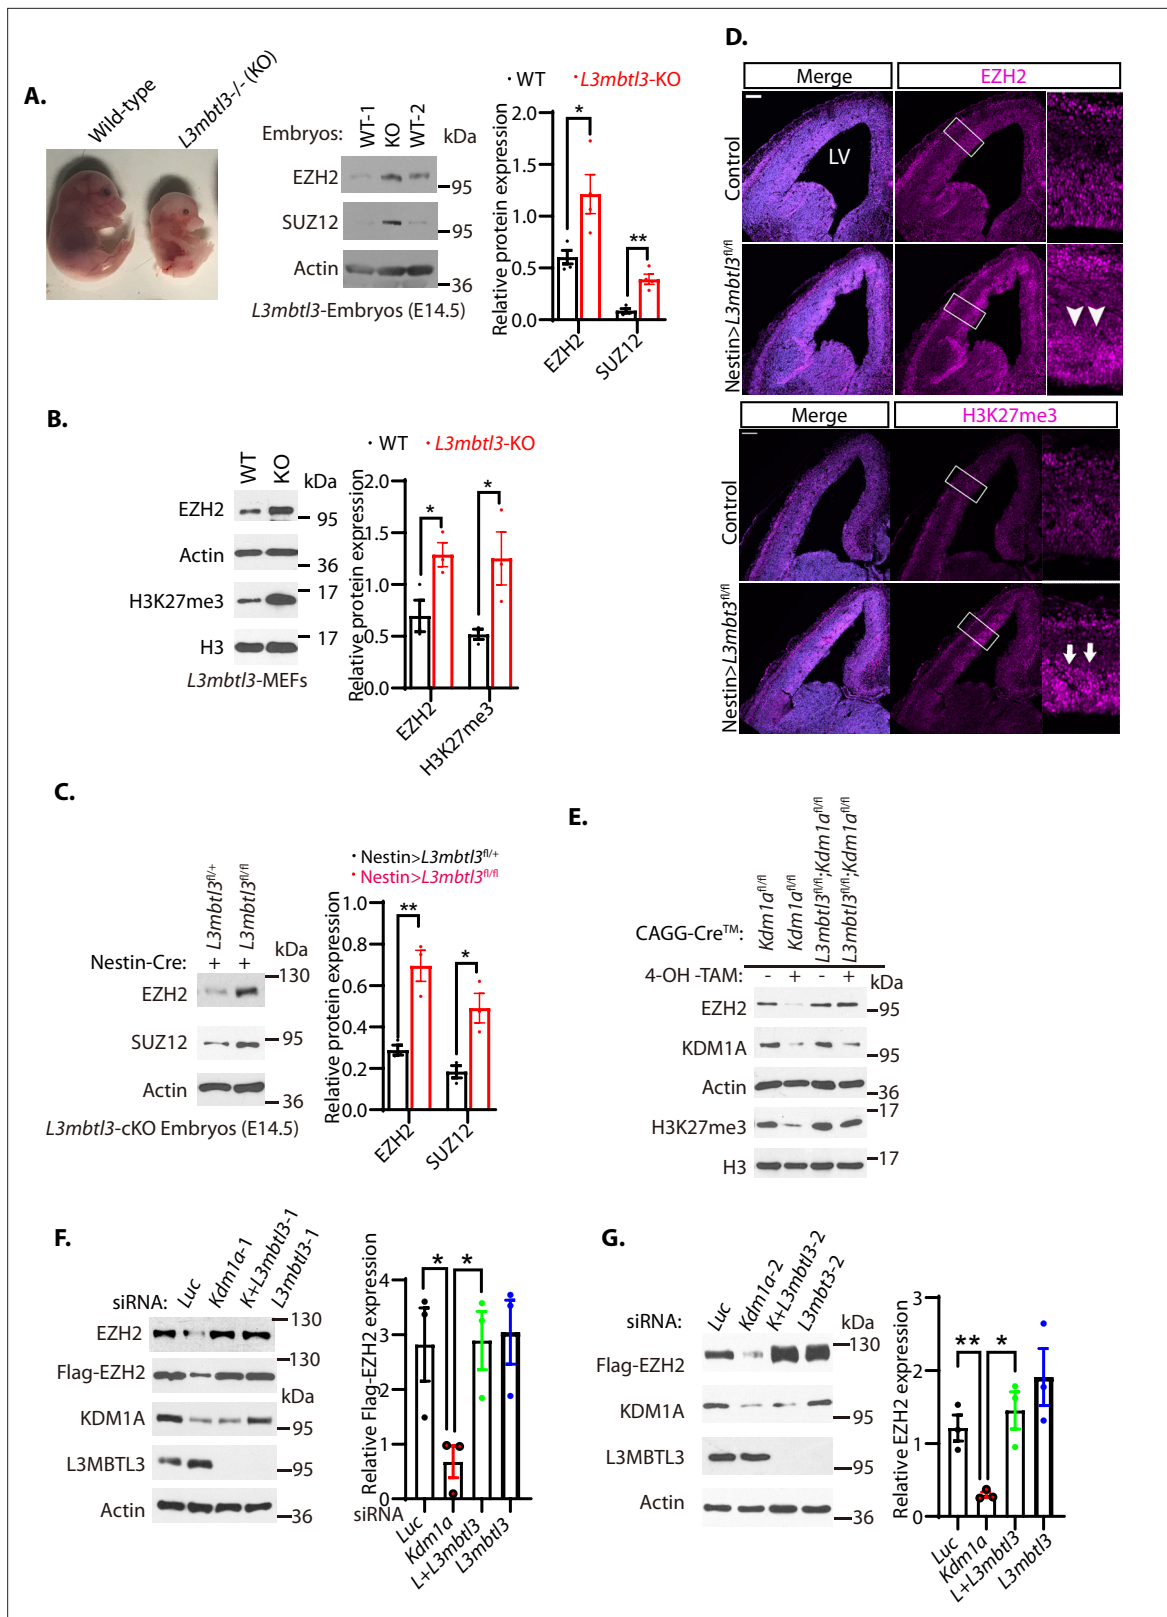 A.
Wild-type
L3mbtl3-/- (KO)
Embryos:
WT-1
KO
WT-2
kDa
EZH2
95
SUZ12
95
Actin
36
L3mbtl3-Embryos (E14.5)
WT
L3mbtl3-KO
Relative protein expression
2.0
1.5
1.0
0.5
0.0
*
**
EZH2
SUZ12
B.
WT
KO
kDa
EZH2
95
Actin
36
H3K27me3
17
H3
17
L3mbtl3-MEFs
WT
L3mbtl3-KO
Relative protein expression
2.0
1.5
1.0
0.5
0.0
*
*
EZH2
H3K27me3
C.
L3mbtl3fl/+
L3mbtl3fl/fl
kDa
Nestin-Cre: + +
130
EZH2
SUZ12
95
Actin
36
L3mbtl3-cKO Embryos (E14.5)
Nestin>L3mbtl3fl/+
Nestin>L3mbtl3fl/fl
Relative protein expression
1.0
0.8
0.6
0.4
0.2
0.0
**
*
EZH2
SUZ12
D.
Merge
EZH2
Control
LV
Nestin>L3mbtl3fl/fl
Merge
H3K27me3
Control
Nestin>L3mbt3fl/fl
E.
CAGG-CreTM:
Kdm1afl/fl
Kdm1afl/fl
L3mbtl3fl/fl;Kdm1afl/fl
L3mbtl3fl/fl;Kdm1afl/fl
4-OH -TAM: - + - +
kDa
EZH2
95
KDM1A
95
Actin
36
17
H3K27me3
H3
17
F.
siRNA:
Luc
Kdm1a-1
K+L3mbtl3-1
L3mbtl3-1
130
EZH2
130
Flag-EZH2
kDa
KDM1A
95
L3MBTL3
95
Actin
36
Relative Flag-EZH2 expression
4
3
2
1
0
*
*
siRNA
Luc
Kdm1a
L+L3mbtl3
L3mbtl3
G.
siRNA:
Luc
Kdm1a-2
K+L3mbtl3-2
L3mbt3-2
kDa
130
Flag-EZH2
KDM1A
95
L3MBTL3
95
Actin
36
Relative EZH2 expression
3
2
1
0
**
*
Luc
Kdm1a
L+L3mbtl3
L3mbtl3